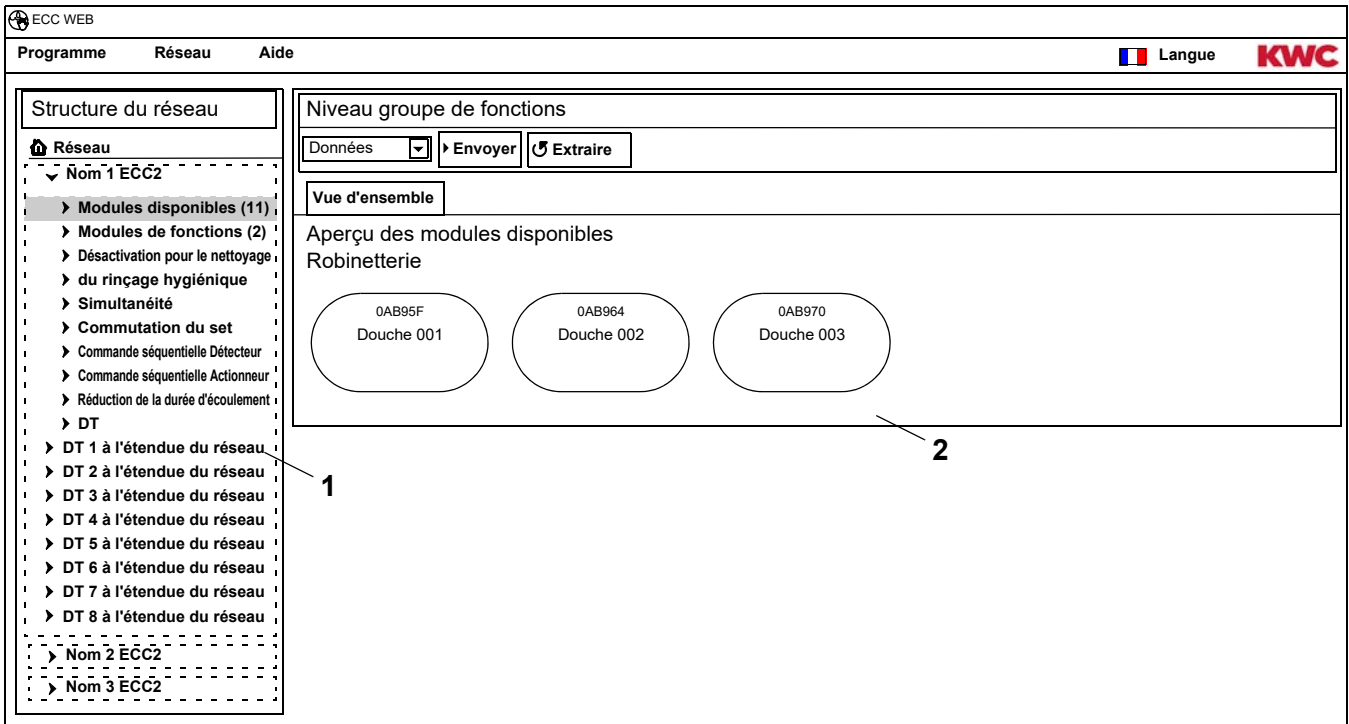 ECC WEB
Programme Réseau Aide Langue KWC
Structure du réseau
Réseau
Nom 1 ECC2
Modules disponibles (11)
Modules de fonctions (2)
Désactivation pour le nettoyage
du rinçage hygiénique
Simultanéité
Commutation du set
Commande séquentielle Détecteur
Commande séquentielle Actionneur
Réduction de la durée d'écoulement
DT
DT 1 à l'étendue du réseau
DT 2 à l'étendue du réseau
DT 3 à l'étendue du réseau
DT 4 à l'étendue du réseau
DT 5 à l'étendue du réseau
DT 6 à l'étendue du réseau
DT 7 à l'étendue du réseau
DT 8 à l'étendue du réseau
Nom 2 ECC2
Nom 3 ECC2
1
Niveau groupe de fonctions
Données Envoyer Extraire
Vue d'ensemble
Aperçu des modules disponibles
Robinetterie
0AB95F
Douche 001
0AB964
Douche 002
0AB970
Douche 003
2